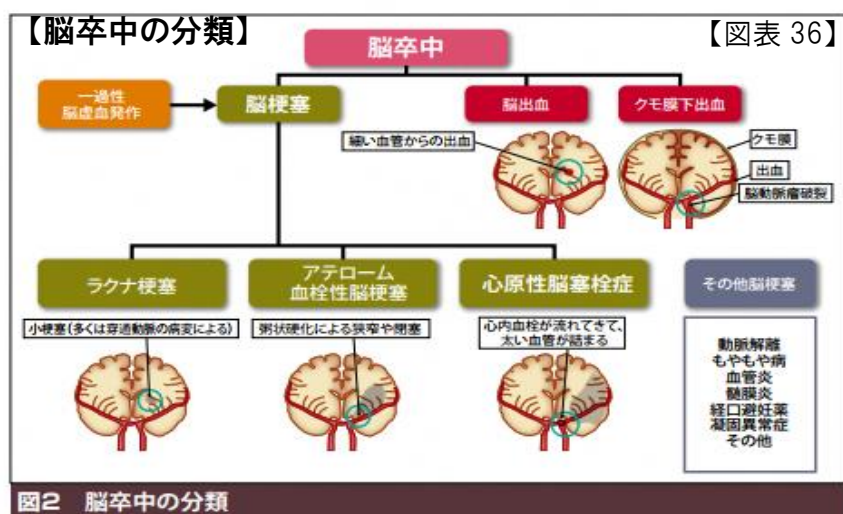 【脳卒中の分類】
【図表 36】
脳卒中
一過性
脳虚血発作
脳梗塞
脳出血
クモ膜下出血
細い血管からの出血
クモ膜
出血
脳動脈瘤破裂
ラクナ梗塞
アテローム
血栓性脳梗塞
心原性脳塞栓症
その他脳梗塞
小梗塞(多くは穿通動脈の病変による)
粥状硬化による狭窄や閉塞
心内血栓が流れてきて、
太い血管が詰まる
動脈解離
もやもや病
血管炎
髄膜炎
経口避妊薬
凝固異常症
その他
図2 脳卒中の分類